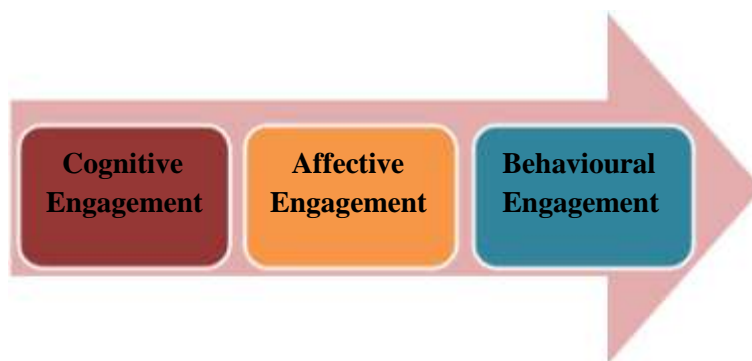 Cognitive
Engagement
Affective
Engagement
Behavioural
Engagement